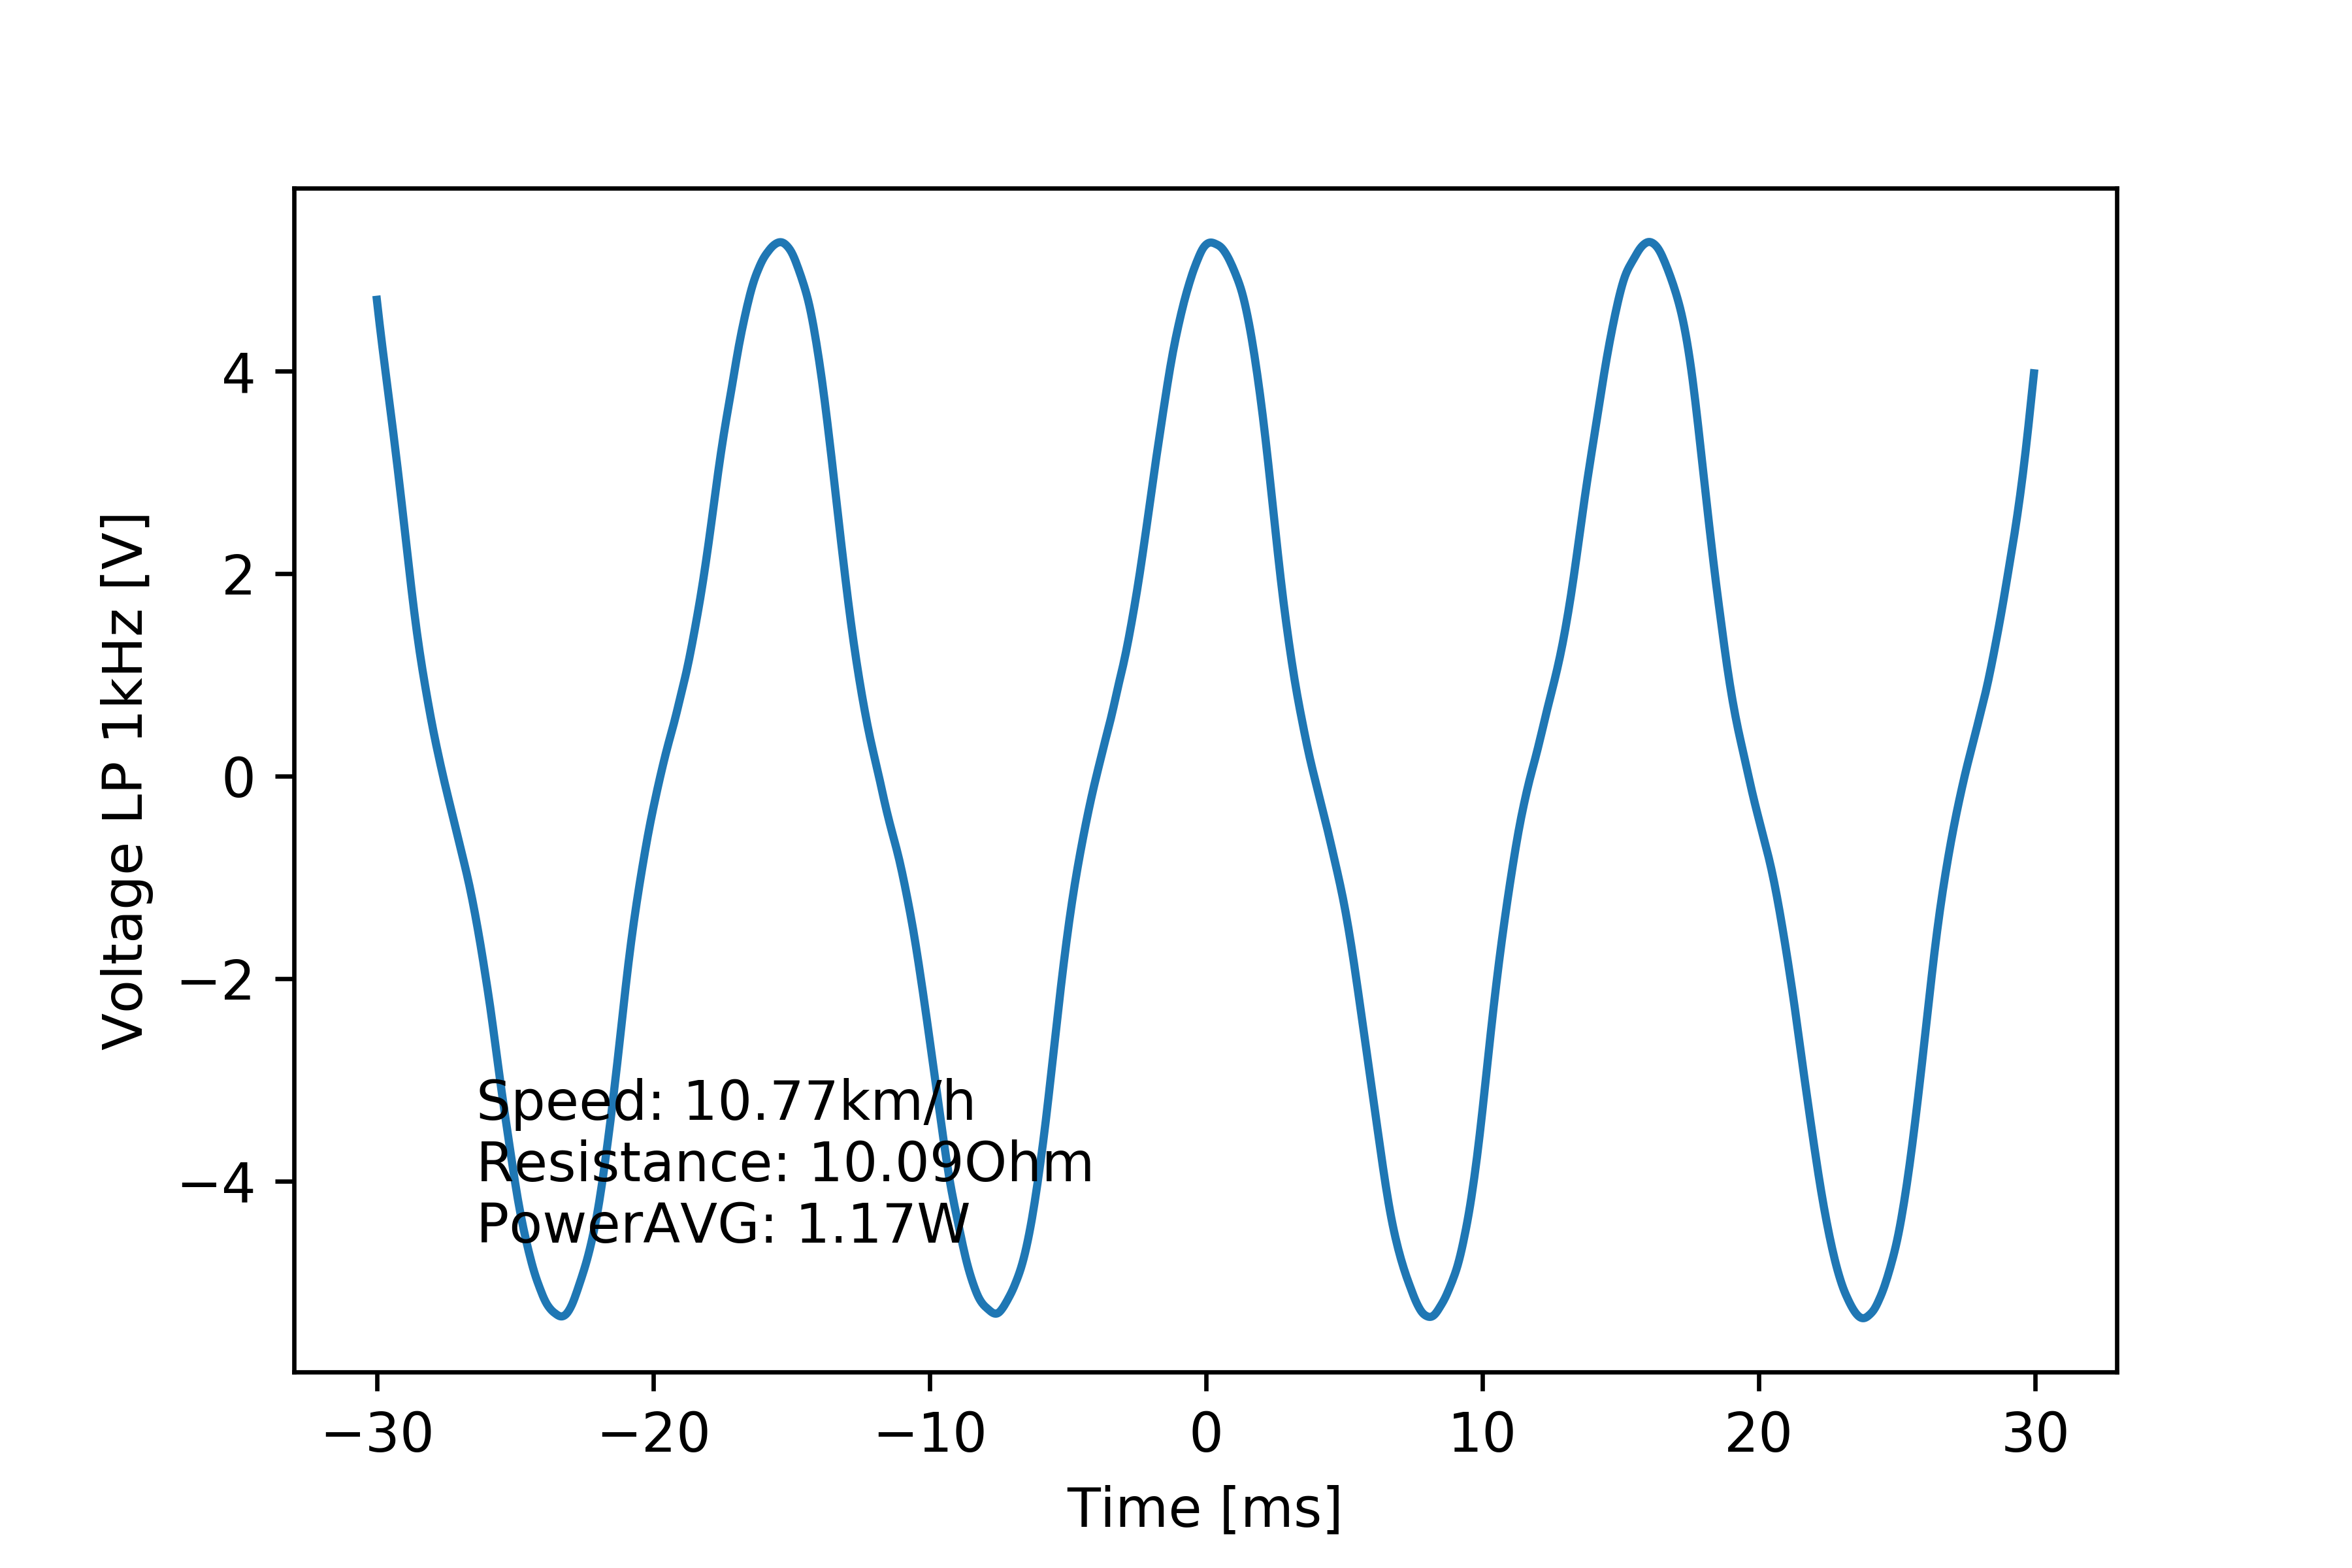 4
2
0
−2
−4
Voltage LP 1kHz [V]
Speed: 10.77km/h
Resistance: 10.09Ohm
PowerAVG: 1.17W
−30 −20 −10 0 10 20 30
Time [ms]